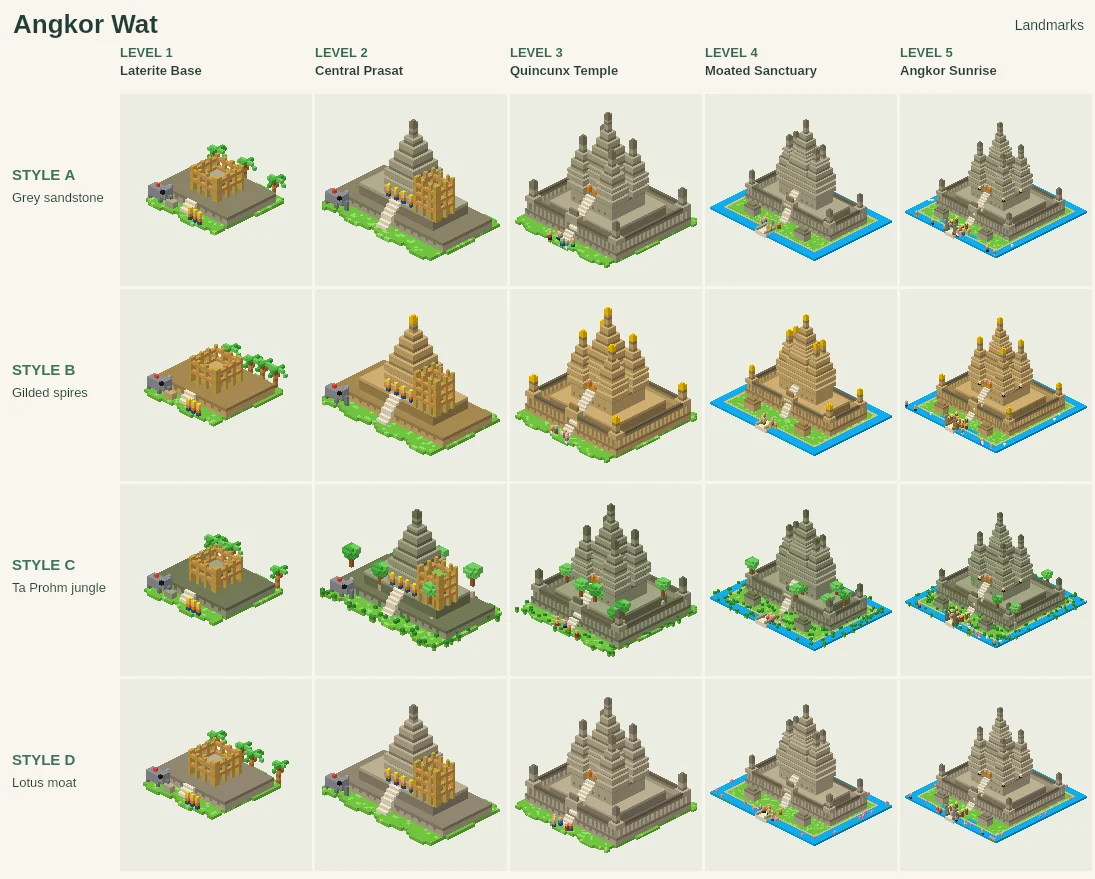 Angkor Wat
Landmarks
LEVEL 1
Laterite Base
LEVEL 2
Central Prasat
LEVEL 3
Quincunx Temple
LEVEL 4
Moated Sanctuary
LEVEL 5
Angkor Sunrise
STYLE A
Grey sandstone
STYLE B
Gilded spires
STYLE C
Ta Prohm jungle
STYLE D
Lotus moat